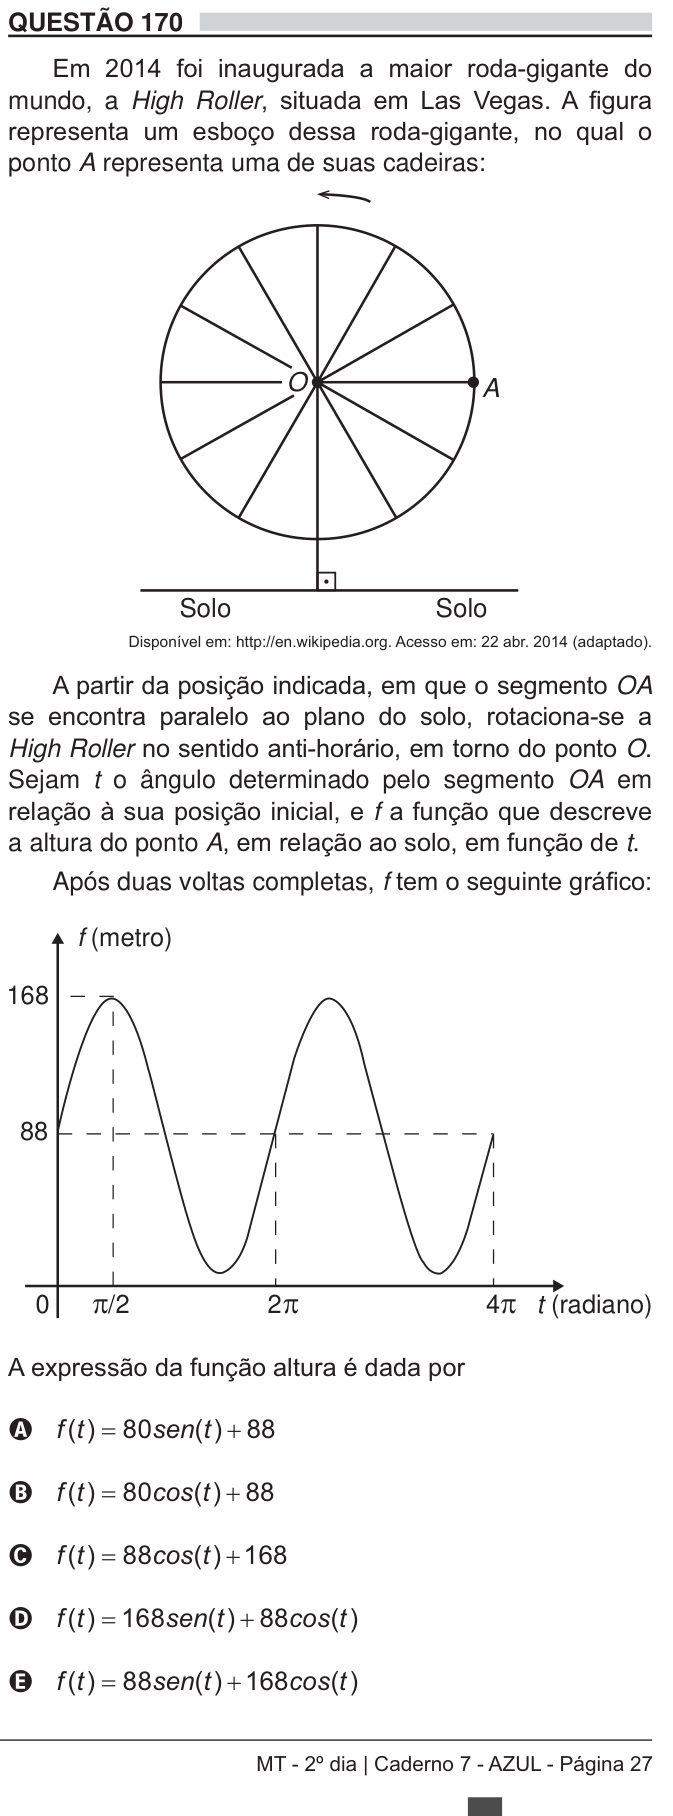 QUESTÃO 170
Em 2014 foi inaugurada a maior roda-gigante do
mundo, a High Roller, situada em Las Vegas. A figura
representa um esboço dessa roda-gigante, no qual o
ponto A representa uma de suas cadeiras:
O
A
Solo Solo
Disponível em: http://en.wikipedia.org. Acesso em: 22 abr. 2014 (adaptado).
A partir da posição indicada, em que o segmento OA
se encontra paralelo ao plano do solo, rotaciona-se a
High Roller no sentido anti-horário, em torno do ponto O.
Sejam t o ângulo determinado pelo segmento OA em
relação à sua posição inicial, e f a função que descreve
a altura do ponto A, em relação ao solo, em função de t.
Após duas voltas completas, f tem o seguinte gráfico:
f (metro)
168
88
0 π/2 2π 4π t (radiano)
A expressão da função altura é dada por
A f(t) = 80sen(t) + 88
B f(t) = 80cos(t) + 88
C f(t) = 88cos(t) + 168
D f(t) = 168sen(t) + 88cos(t)
E f(t) = 88sen(t) + 168cos(t)
MT - 2º dia | Caderno 7 - AZUL - Página 27